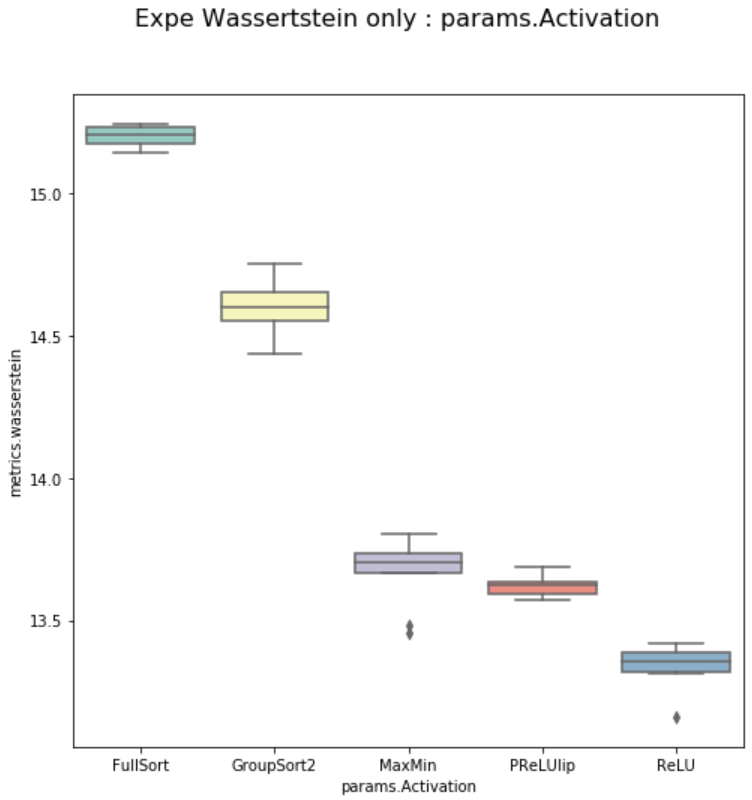 Expe Wassertstein only : params.Activation
metrics.wasserstein
15.0
14.5
14.0
13.5
FullSort GroupSort2 MaxMin PReLUlip ReLU
params.Activation